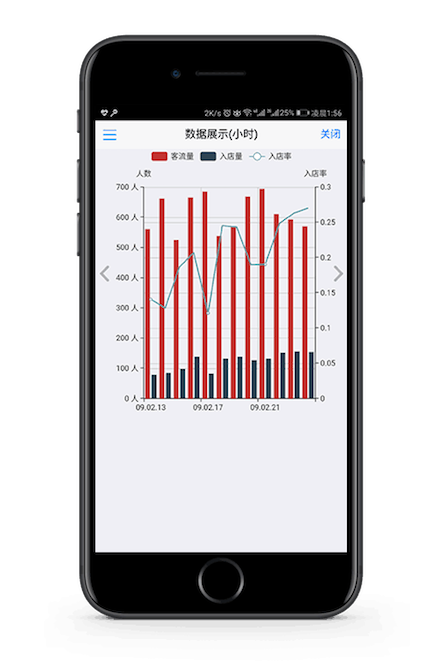 2K/s 25% 凌晨1:56
数据展示(小时) 关闭
客流量 入店量 入店率
人数 入店率
700 人 0.3
600 人 0.25
500 人
0.2
400 人
0.15
300 人
0.1
200 人
0.05
100 人
0 人 0
09.02.13 09.02.17 09.02.21